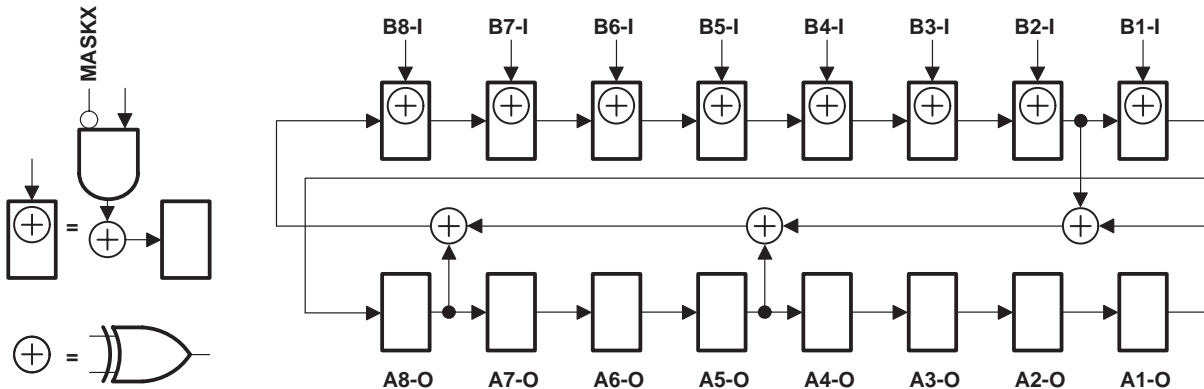 MASKX
=
=
B8-I B7-I B6-I B5-I B4-I B3-I B2-I B1-I
A8-O A7-O A6-O A5-O A4-O A3-O A2-O A1-O